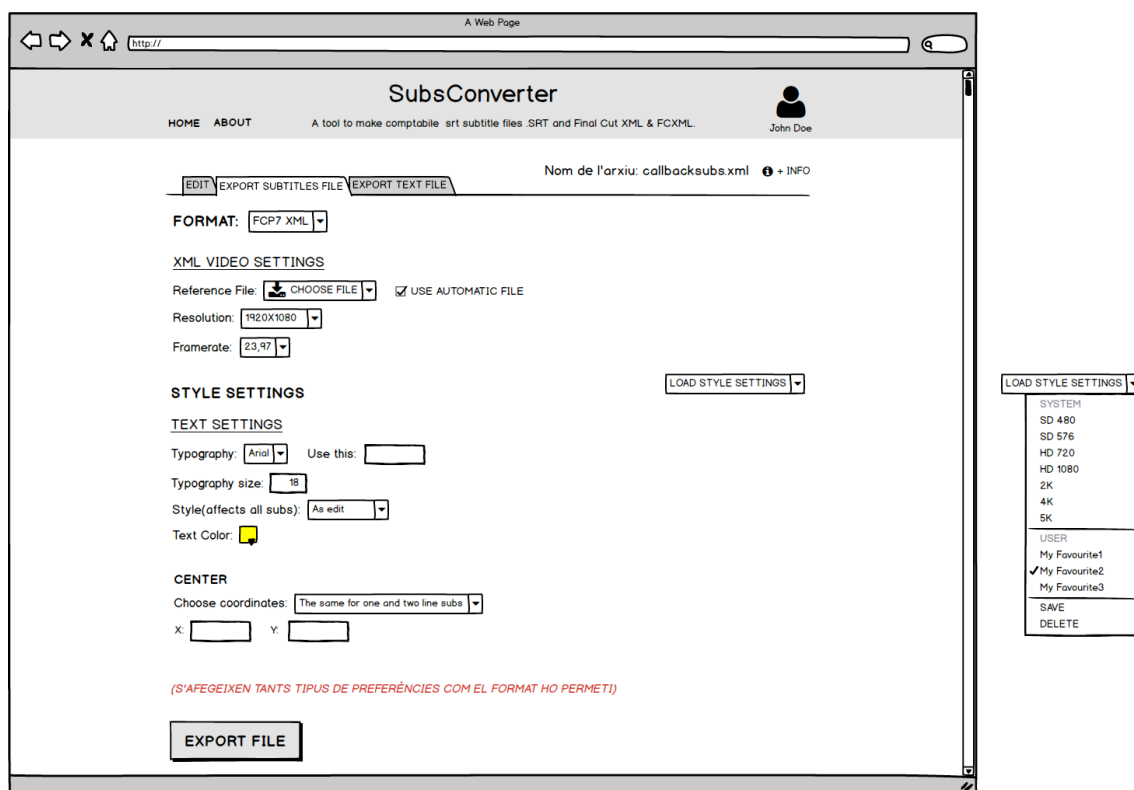 A Web Page
http://
SubsConverter
HOME ABOUT A tool to make comptabile srt subtitle files .SRT and Final Cut XML & FCXML.
John Doe
Nom de l'arxiu: callbacksubs.xml i + INFO
EDIT EXPORT SUBTITLES FILE EXPORT TEXT FILE
FORMAT: FCP7 XML
XML VIDEO SETTINGS
Reference File: CHOOSE FILE USE AUTOMATIC FILE
Resolution: 1920X1080
Framerate: 23,97
STYLE SETTINGS LOAD STYLE SETTINGS
TEXT SETTINGS
Typography: Arial Use this:
Typography size: 18
Style(affects all subs): As edit
Text Color:
CENTER
Choose coordinates: The same for one and two line subs
X: Y:
(S'AFEGEIXEN TANTS TIPUS DE PREFERÈNCIES COM EL FORMAT HO PERMETI)
EXPORT FILE
LOAD STYLE SETTINGS
SYSTEM
SD 480
SD 576
HD 720
HD 1080
2K
4K
5K
USER
My Favourite1
My Favourite2
My Favourite3
SAVE
DELETE